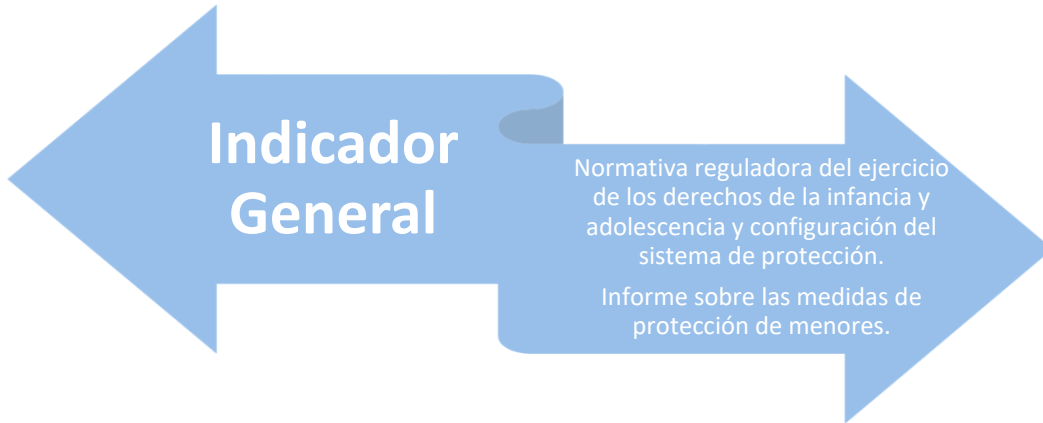 Indicador
General
Normativa reguladora del ejercicio
de los derechos de la infancia y
adolescencia y configuración del
sistema de protección.
Informe sobre las medidas de
protección de menores.